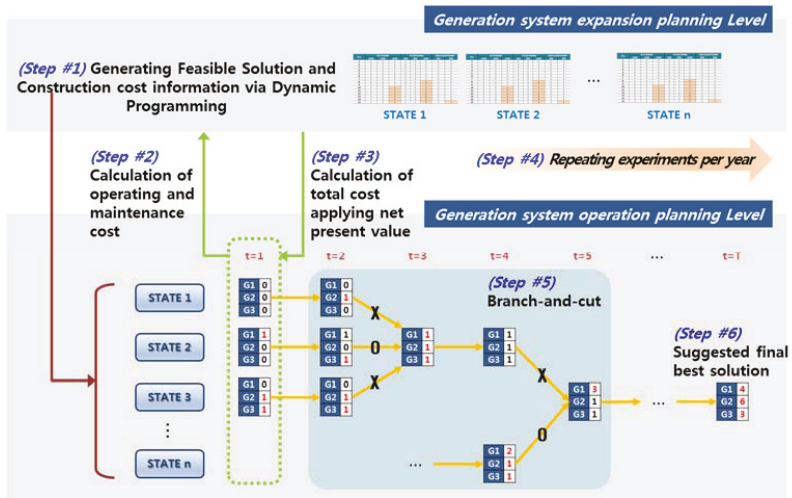 Generation system expansion planning Level
(Step #1) Generating Feasible Solution and
Construction cost information via Dynamic
Programming
...
STATE 1
STATE 2
STATE n
(Step #2)
Calculation of
operating and
maintenance
cost
(Step #3)
Calculation of
total cost
applying net
present value
(Step #4) Repeating experiments per year
Generation system operation planning Level
t=1
t=2
t=3
t=4
t=5
...
t=T
(Step #5)
Branch-and-cut
(Step #6)
Suggested final
best solution
STATE 1
G1 0
G2 0
G3 0
G1 0
G2 1
G3 0
X
STATE 2
G1 1
G2 0
G3 0
G1 1
G2 0
G3 1
O
G1 1
G2 1
G3 1
G1 1
G2 1
G3 1
X
STATE 3
G1 0
G2 1
G3 1
G1 0
G2 1
G3 1
X
G1 3
G2 1
G3 1
...
G1 4
G2 6
G3 3
O
STATE n
...
G1 2
G2 1
G3 1